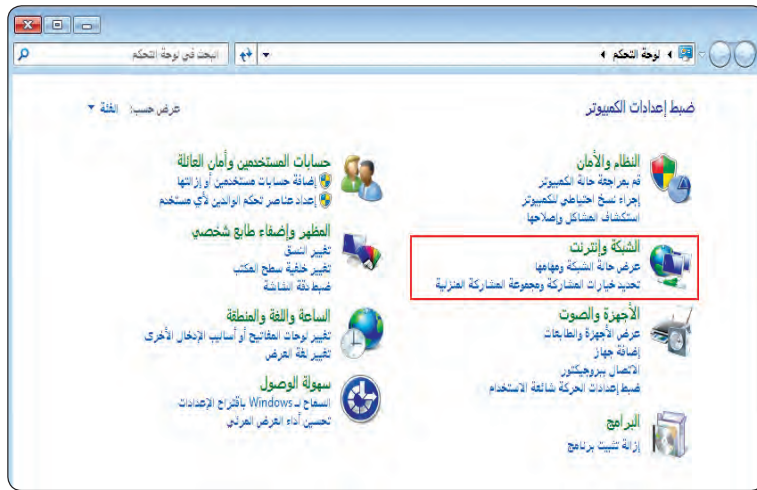 لوحة التحكم
البحث في لوحة التحكم
ضبط إعدادات الكمبيوتر
عرض حسب: الفئة
النظام والأمان
قم بمراجعة حالة الكمبيوتر
إجراء نسخ احتياطي للكمبيوتر
استكشاف المشاكل وإصلاحها
الشبكة وإنترنت
عرض حالة الشبكة ومهامها
تحديد خيارات المشاركة ومجموعة المشاركة المنزلية
الأجهزة والصوت
عرض الأجهزة والطابعات
إضافة جهاز
الاتصال ببروجيكتور
ضبط إعدادات الحركة شائعة الاستخدام
البرامج
إزالة تثبيت برنامج
حسابات المستخدمين وأمان العائلة
إضافة حسابات مستخدمين أو إزالتها
إعداد عناصر تحكم الوالدين لأي مستخدم
المظهر وإضفاء طابع شخصي
تغيير النسق
تغيير خلفية سطح المكتب
ضبط دقة الشاشة
الساعة واللغة والمنطقة
تغيير لوحات المفاتيح أو أساليب الإدخال الأخرى
تغيير لغة العرض
سهولة الوصول
السماح لـ Windows باقتراح الإعدادات
تحسين أداء العرض المرئي